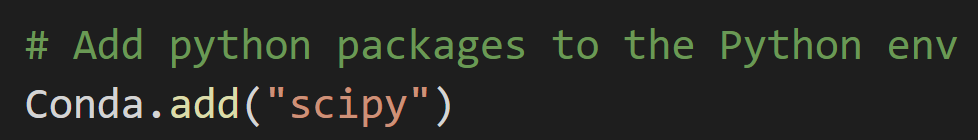 # Add python packages to the Python env
Conda.add("scipy")